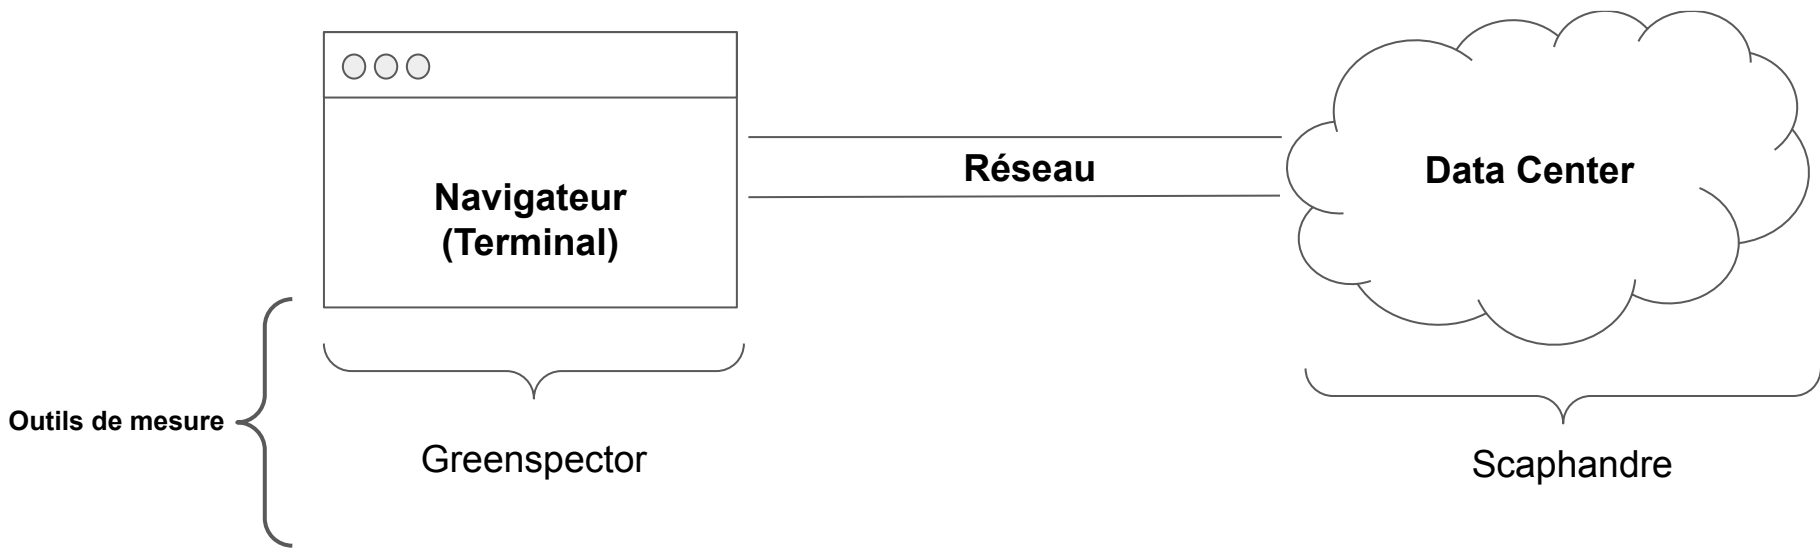 Navigateur
(Terminal)
Réseau
Data Center
Outils de mesure
Greenspector
Scaphandre